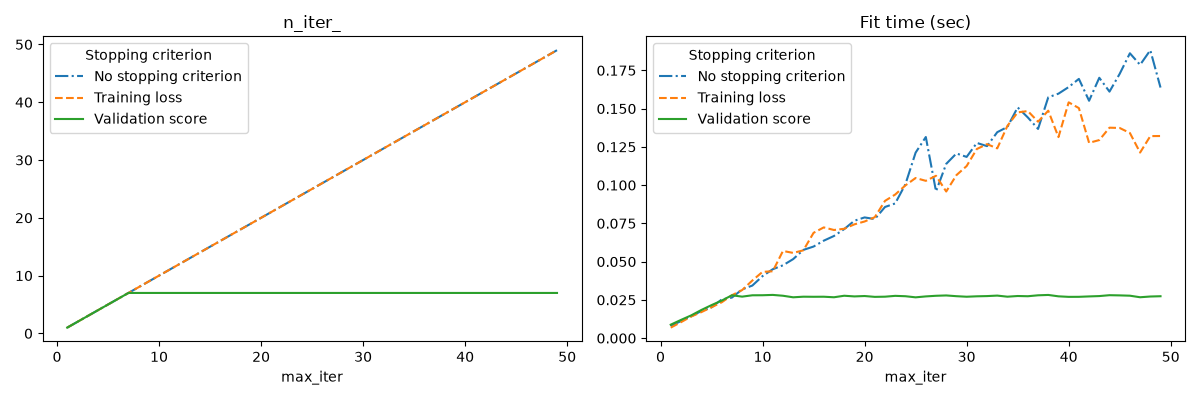 n_iter_
Stopping criterion
No stopping criterion
Training loss
Validation score
50
40
30
20
10
0
0 10 20 30 40 50
max_iter
Fit time (sec)
Stopping criterion
No stopping criterion
Training loss
Validation score
0.175
0.150
0.125
0.100
0.075
0.050
0.025
0.000
0 10 20 30 40 50
max_iter